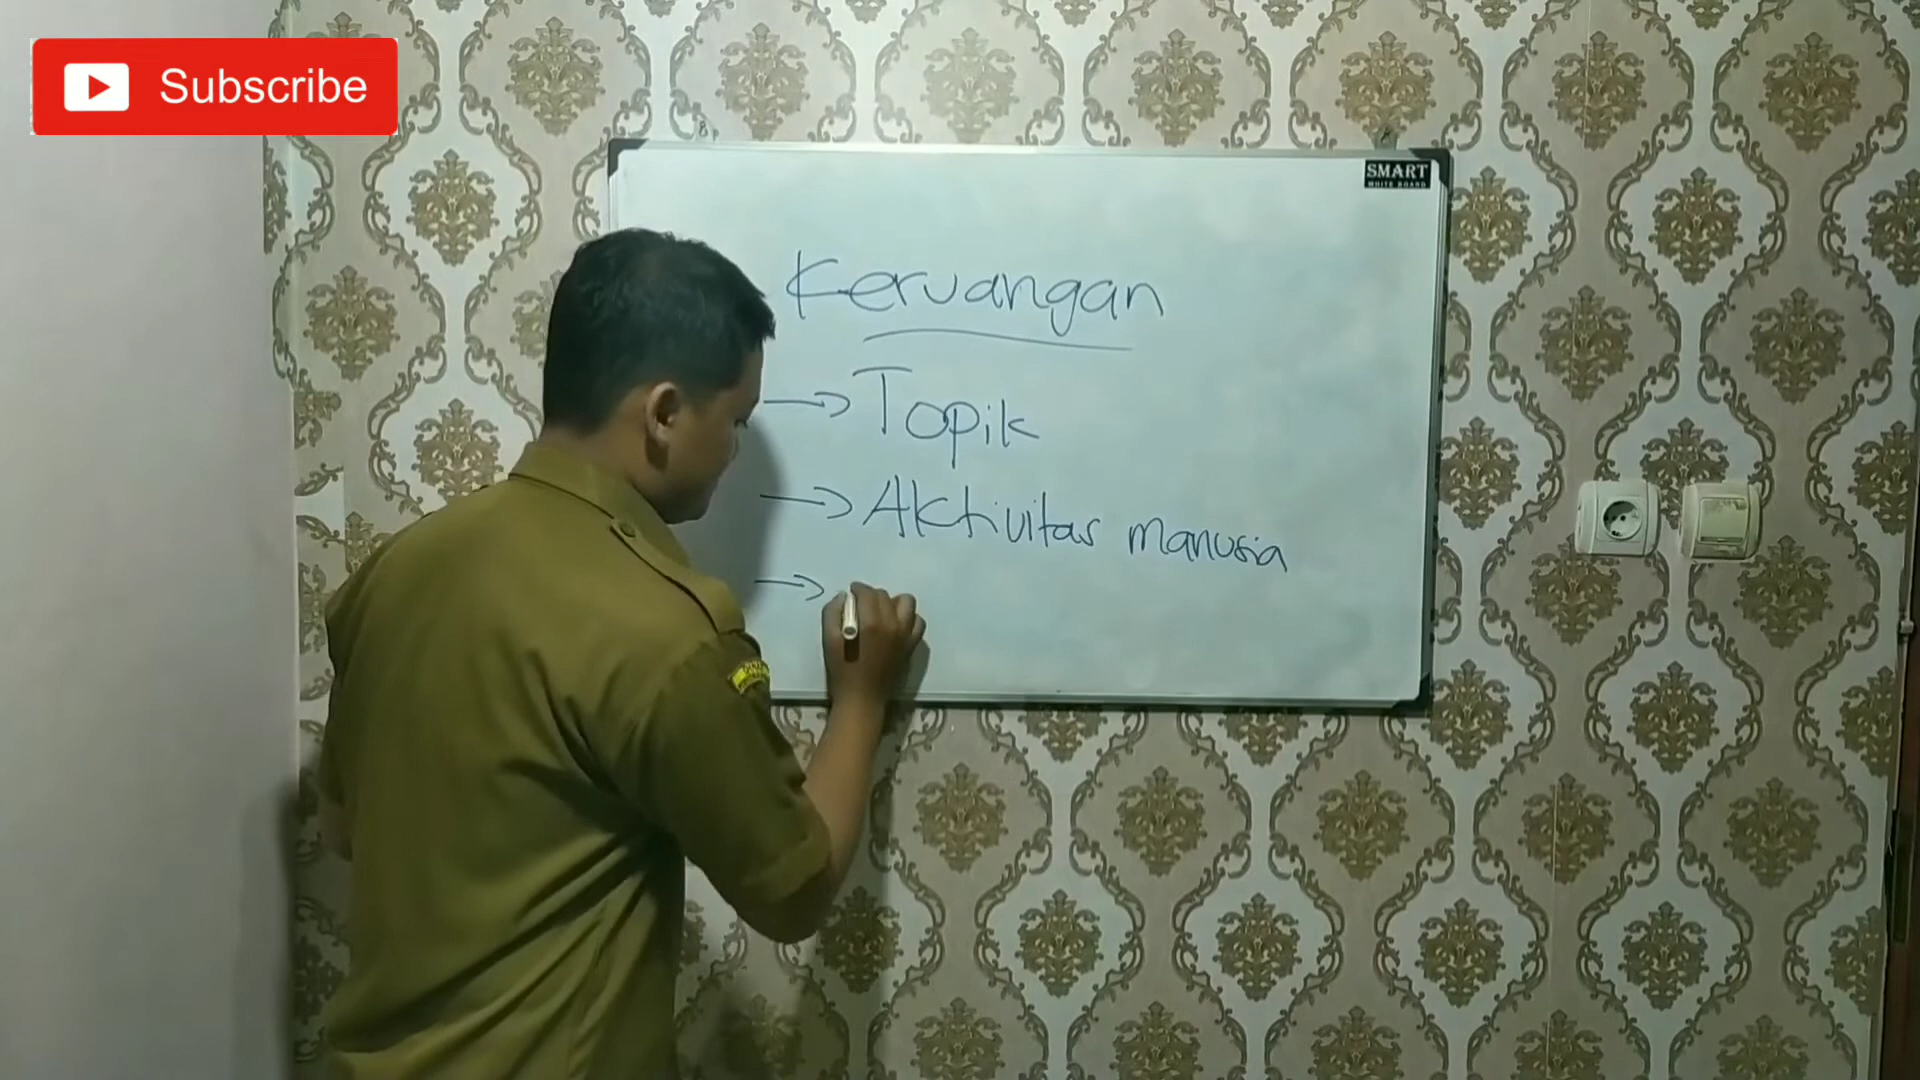 Subscribe
SMART
WHITE BOARD
Keruangan
→ Topik
→ Aktivitas manusia
→